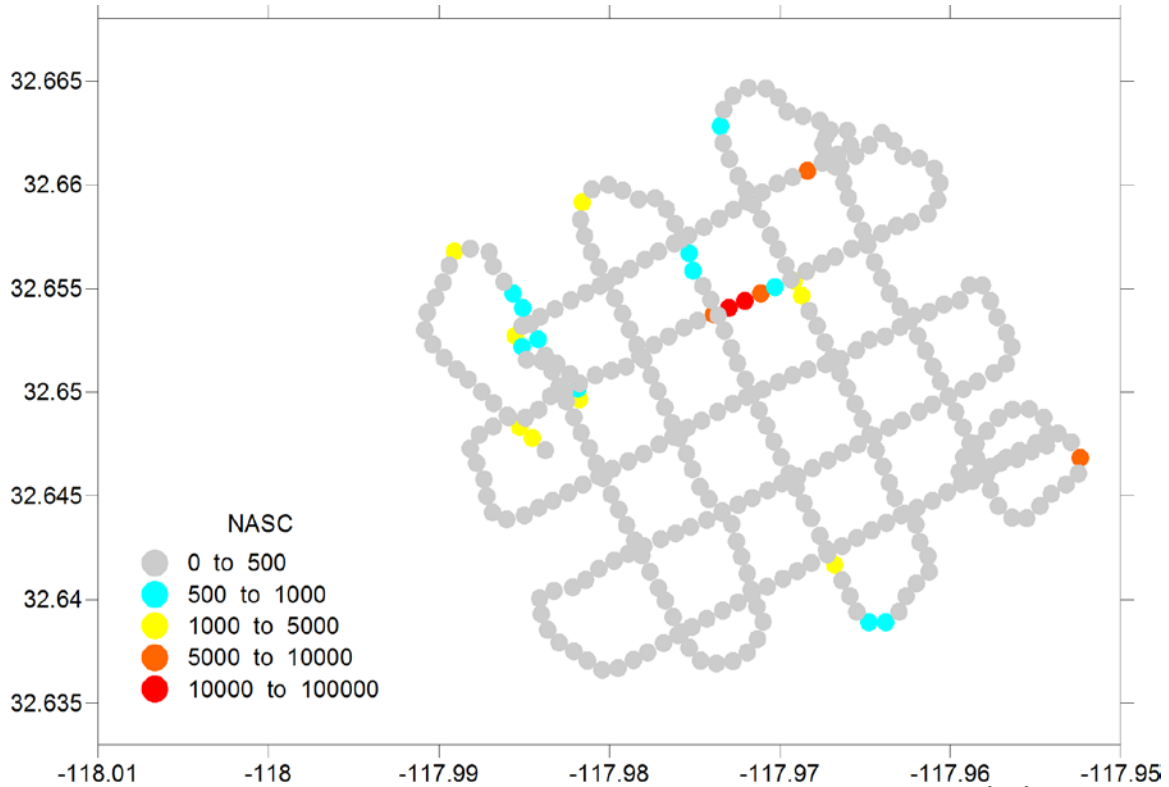 32.665
32.66
32.655
32.65
32.645
32.64
32.635
NASC
0 to 500
500 to 1000
1000 to 5000
5000 to 10000
10000 to 100000
-118.01 -118 -117.99 -117.98 -117.97 -117.96 -117.95